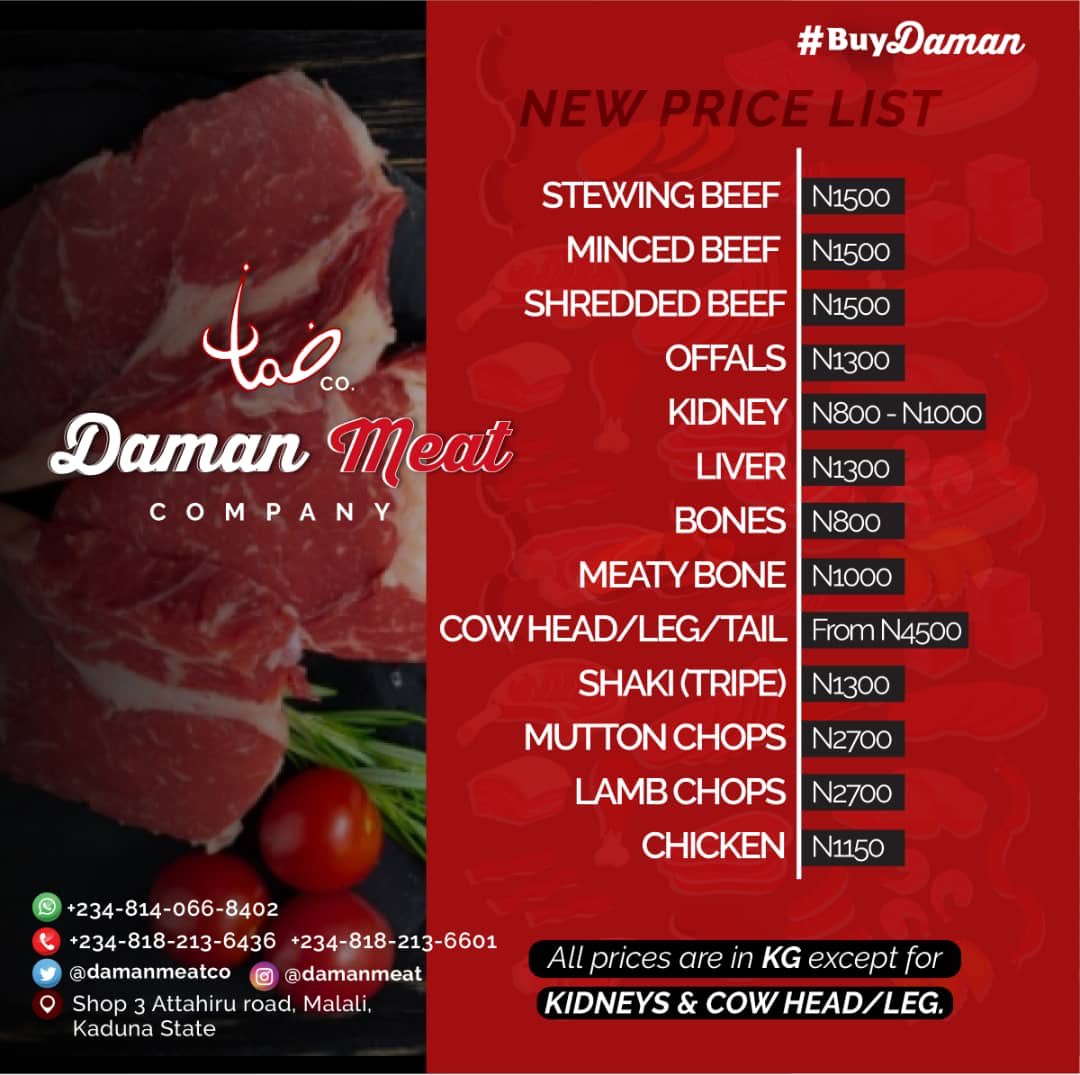 #BuyDaman
NEW PRICE LIST
STEWING BEEF N1500
MINCED BEEF N1500
SHREDDED BEEF N1500
OFFALS N1300
KIDNEY N800 - N1000
LIVER N1300
BONES N800
MEATY BONE N1000
COW HEAD/LEG/TAIL From N4500
SHAKI (TRIPE) N1300
MUTTON CHOPS N2700
LAMB CHOPS N2700
CHICKEN N1150
All prices are in KG except for
KIDNEYS & COW HEAD/LEG.
ضمان
CO.
Daman Meat
COMPANY
+234-814-066-8402
+234-818-213-6436 +234-818-213-6601
@damanmeatco @damanmeat
Shop 3 Attahiru road, Malali,
Kaduna State